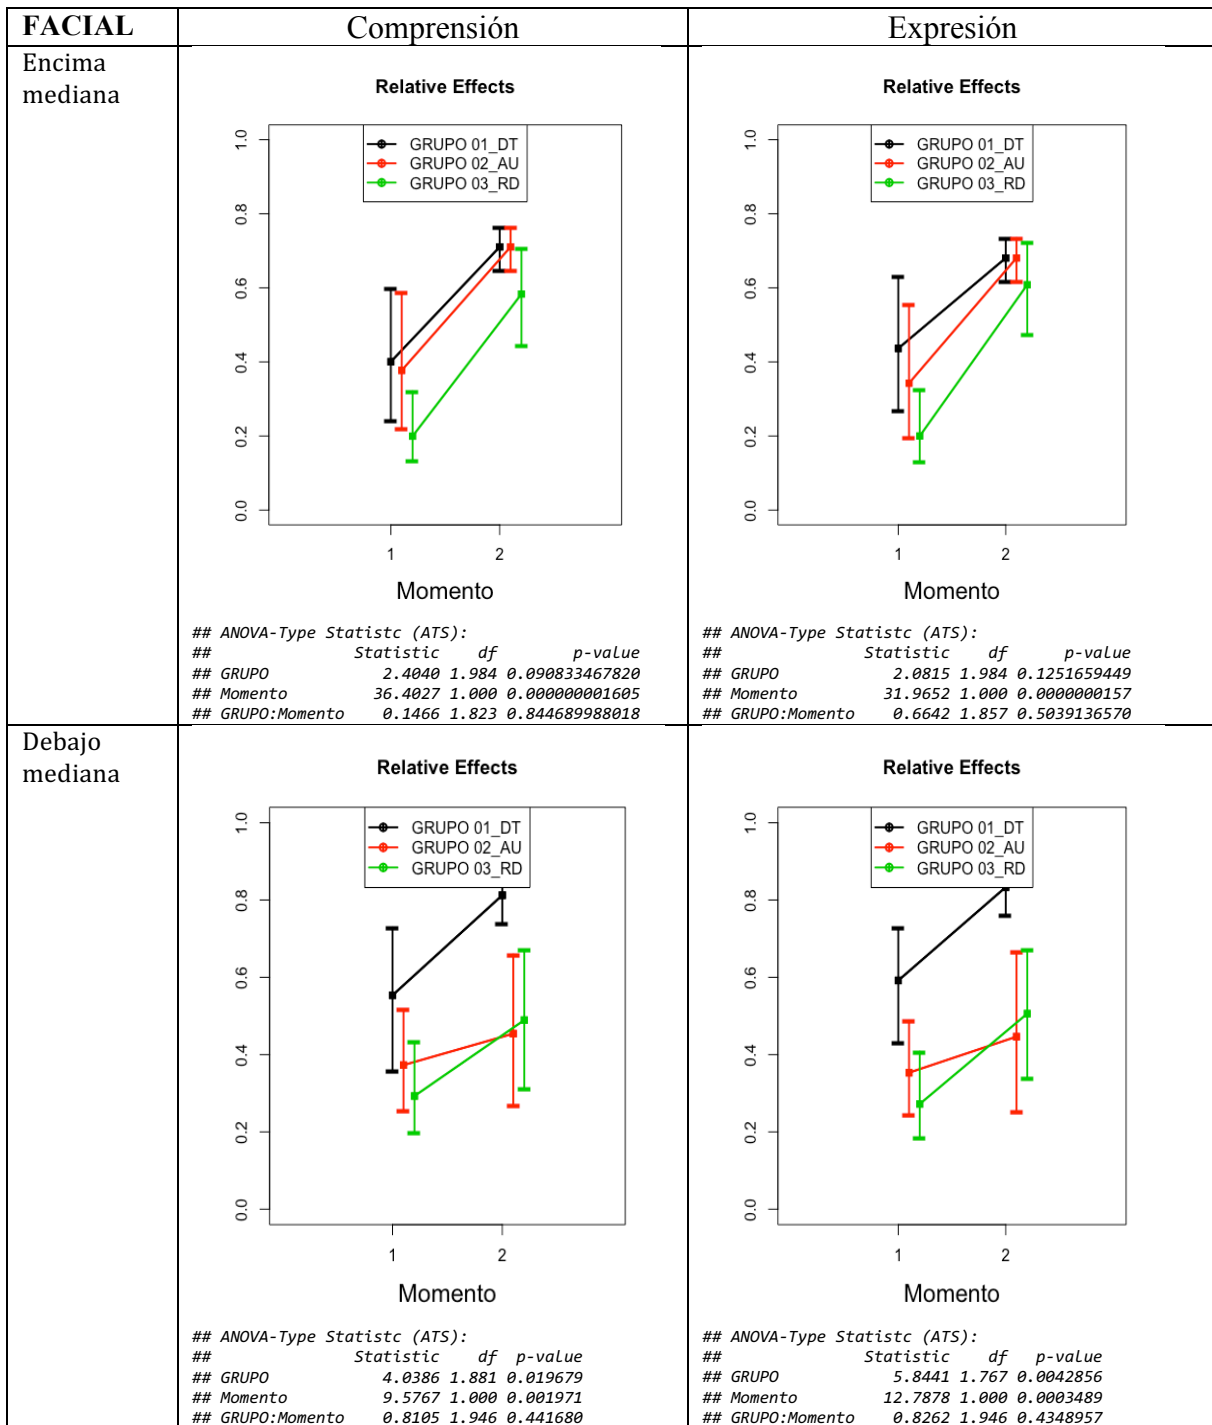 FACIAL Comprensión Expresión
Encima
mediana
Relative Effects
GRUPO 01_DT
GRUPO 02_AU
GRUPO 03_RD
1.0
0.8
0.6
0.4
0.2
0.0
1 2
Momento
## ANOVA-Type Statistc (ATS):
## Statistic df p-value
## GRUPO 2.4040 1.984 0.090833467820
## Momento 36.4027 1.000 0.000000001605
## GRUPO:Momento 0.1466 1.823 0.844689988018
Relative Effects
GRUPO 01_DT
GRUPO 02_AU
GRUPO 03_RD
1.0
0.8
0.6
0.4
0.2
0.0
1 2
Momento
## ANOVA-Type Statistc (ATS):
## Statistic df p-value
## GRUPO 2.0815 1.984 0.1251659449
## Momento 31.9652 1.000 0.0000000157
## GRUPO:Momento 0.6642 1.857 0.5039136570
Debajo
mediana
Relative Effects
GRUPO 01_DT
GRUPO 02_AU
GRUPO 03_RD
1.0
0.8
0.6
0.4
0.2
0.0
1 2
Momento
## ANOVA-Type Statistc (ATS):
## Statistic df p-value
## GRUPO 4.0386 1.881 0.019679
## Momento 9.5767 1.000 0.001971
## GRUPO:Momento 0.8105 1.946 0.441680
Relative Effects
GRUPO 01_DT
GRUPO 02_AU
GRUPO 03_RD
1.0
0.8
0.6
0.4
0.2
0.0
1 2
Momento
## ANOVA-Type Statistc (ATS):
## Statistic df p-value
## GRUPO 5.8441 1.767 0.0042856
## Momento 12.7878 1.000 0.0003489
## GRUPO:Momento 0.8262 1.946 0.4348957